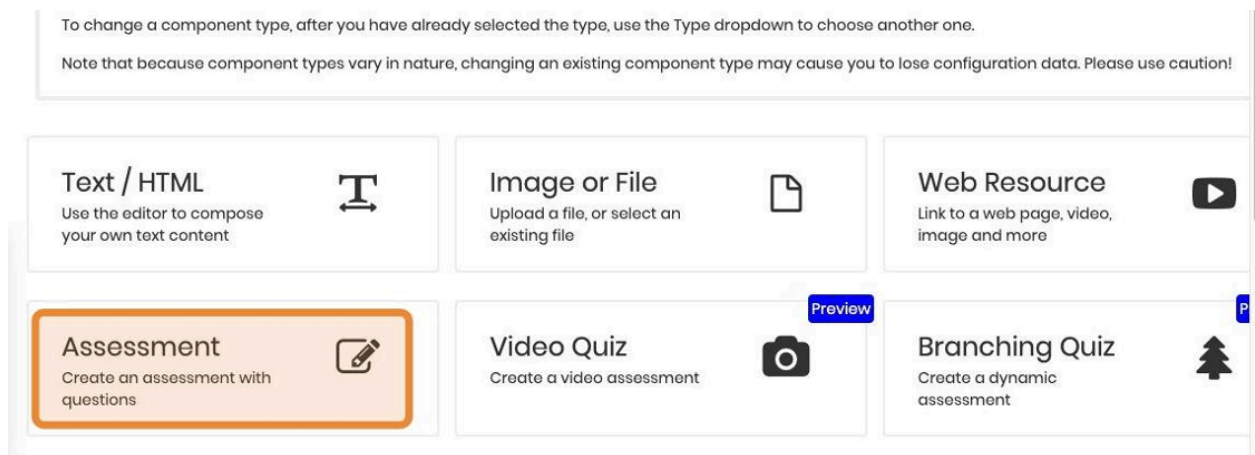 To change a component type, after you have already selected the type, use the Type dropdown to choose another one.
Note that because component types vary in nature, changing an existing component type may cause you to lose configuration data. Please use caution!
Text / HTML
Use the editor to compose
your own text content
Image or File
Upload a file, or select an
existing file
Web Resource
Link to a web page, video,
image and more
Assessment
Create an assessment with
questions
Preview
Video Quiz
Create a video assessment
P
Branching Quiz
Create a dynamic
assessment